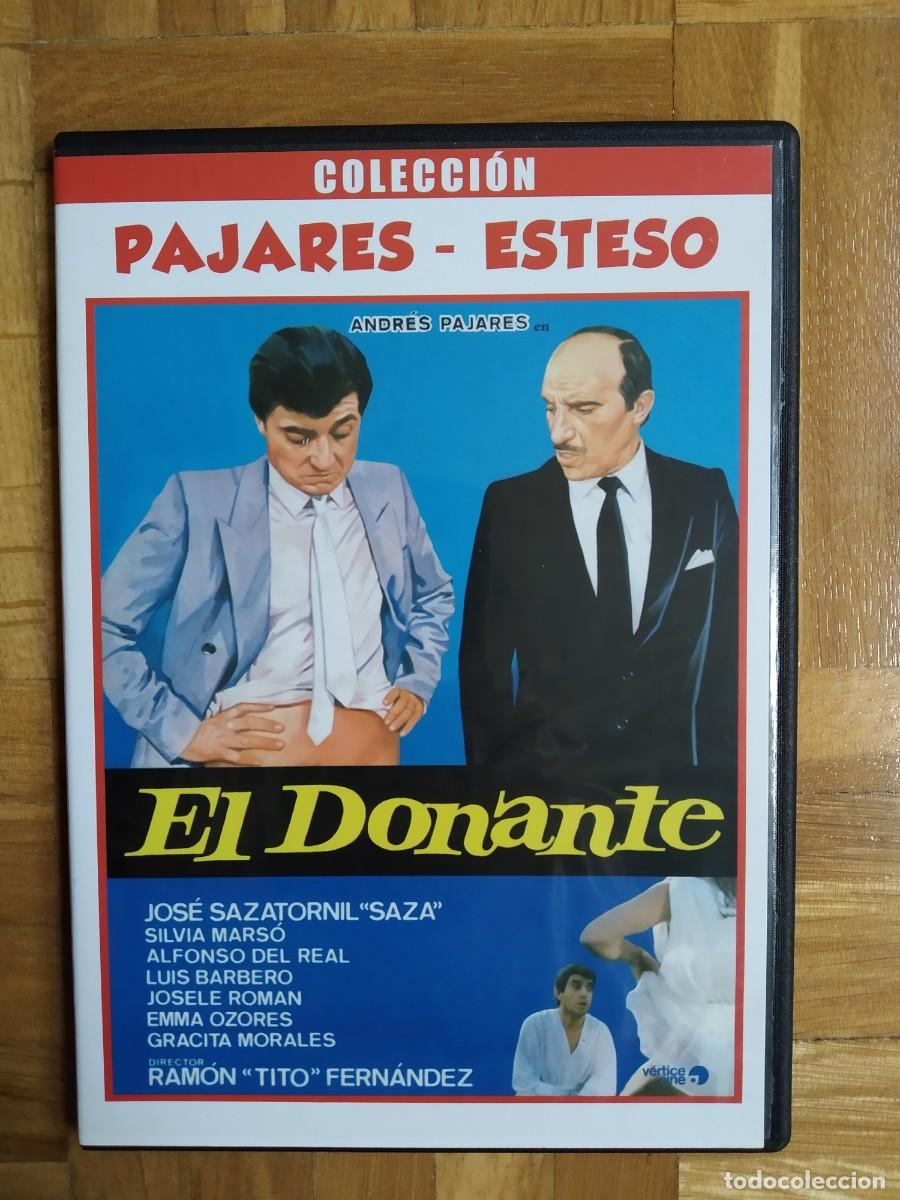 COLECCIÓN
PAJARES - ESTESO
ANDRÉS PAJARES en
El Donante
JOSÉ SAZATORNIL "SAZA"
SILVIA MARSÓ
ALFONSO DEL REAL
LUIS BARBERO
JOSELE ROMAN
EMMA OZORES
GRACITA MORALES
DIRECTOR
RAMÓN "TITO" FERNÁNDEZ
vértice
cine
todocoleccion